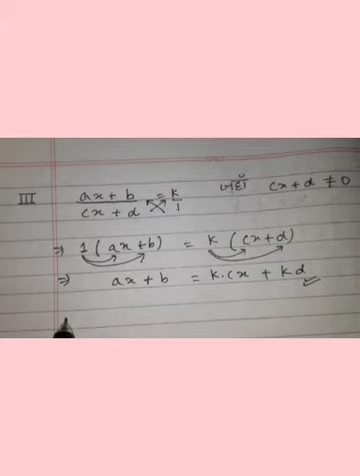 III (ax + b)/(cx + d) = k/1 जहाँ cx + d ≠ 0
⇒ 1 (ax + b) = k (cx + d)
⇒ ax + b = k.cx + kd